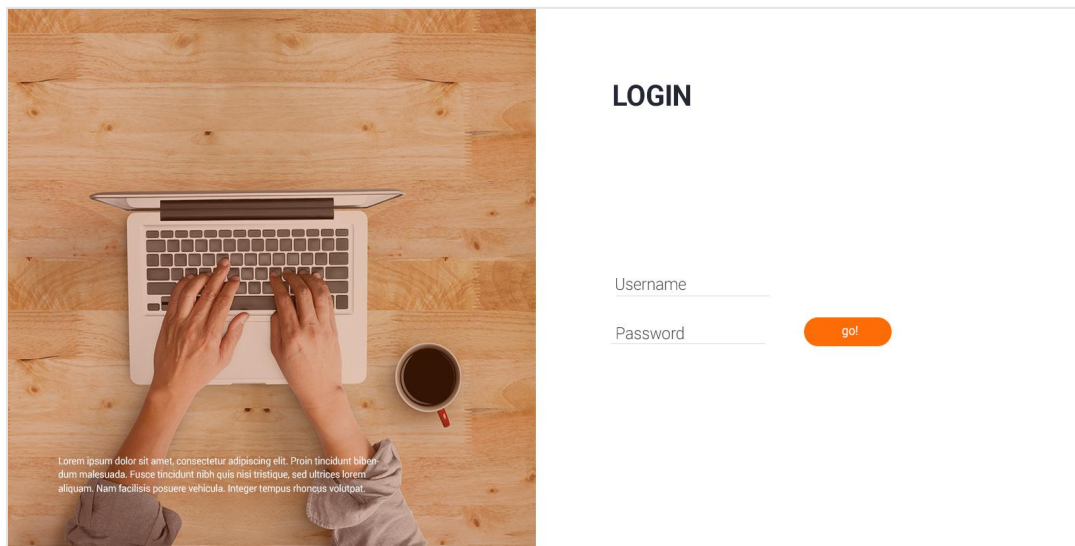 LOGIN
Username
Password
go!
Lorem ipsum dolor sit amet, consectetur adipiscing elit. Proin tincidunt biben-
dum malesuada. Fusce tincidunt nibh quis nisi tristique, sed ultrices lorem
aliquam. Nam facilisis posuere vehicula. Integer tempus rhoncus volutpat.